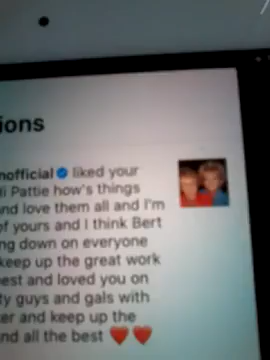 ions
nofficial liked your
Hi Pattie how's things
and love them all and I'm
of yours and I think Bert
ng down on everyone
keep up the great work
est and loved you on
ty guys and gals with
er and keep up the
nd all the best ❤️❤️